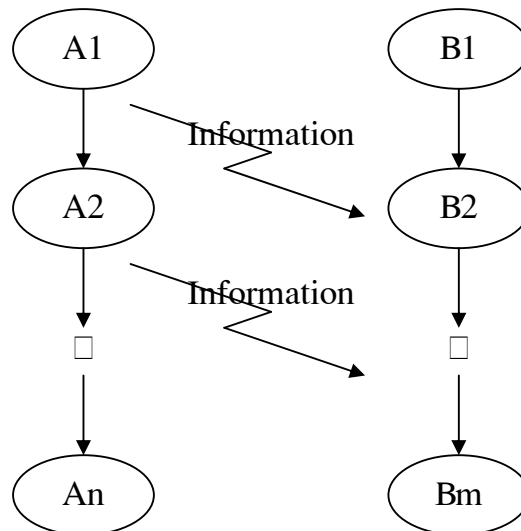 A1 B1
Information
A2 B2
Information
□ □
An Bm